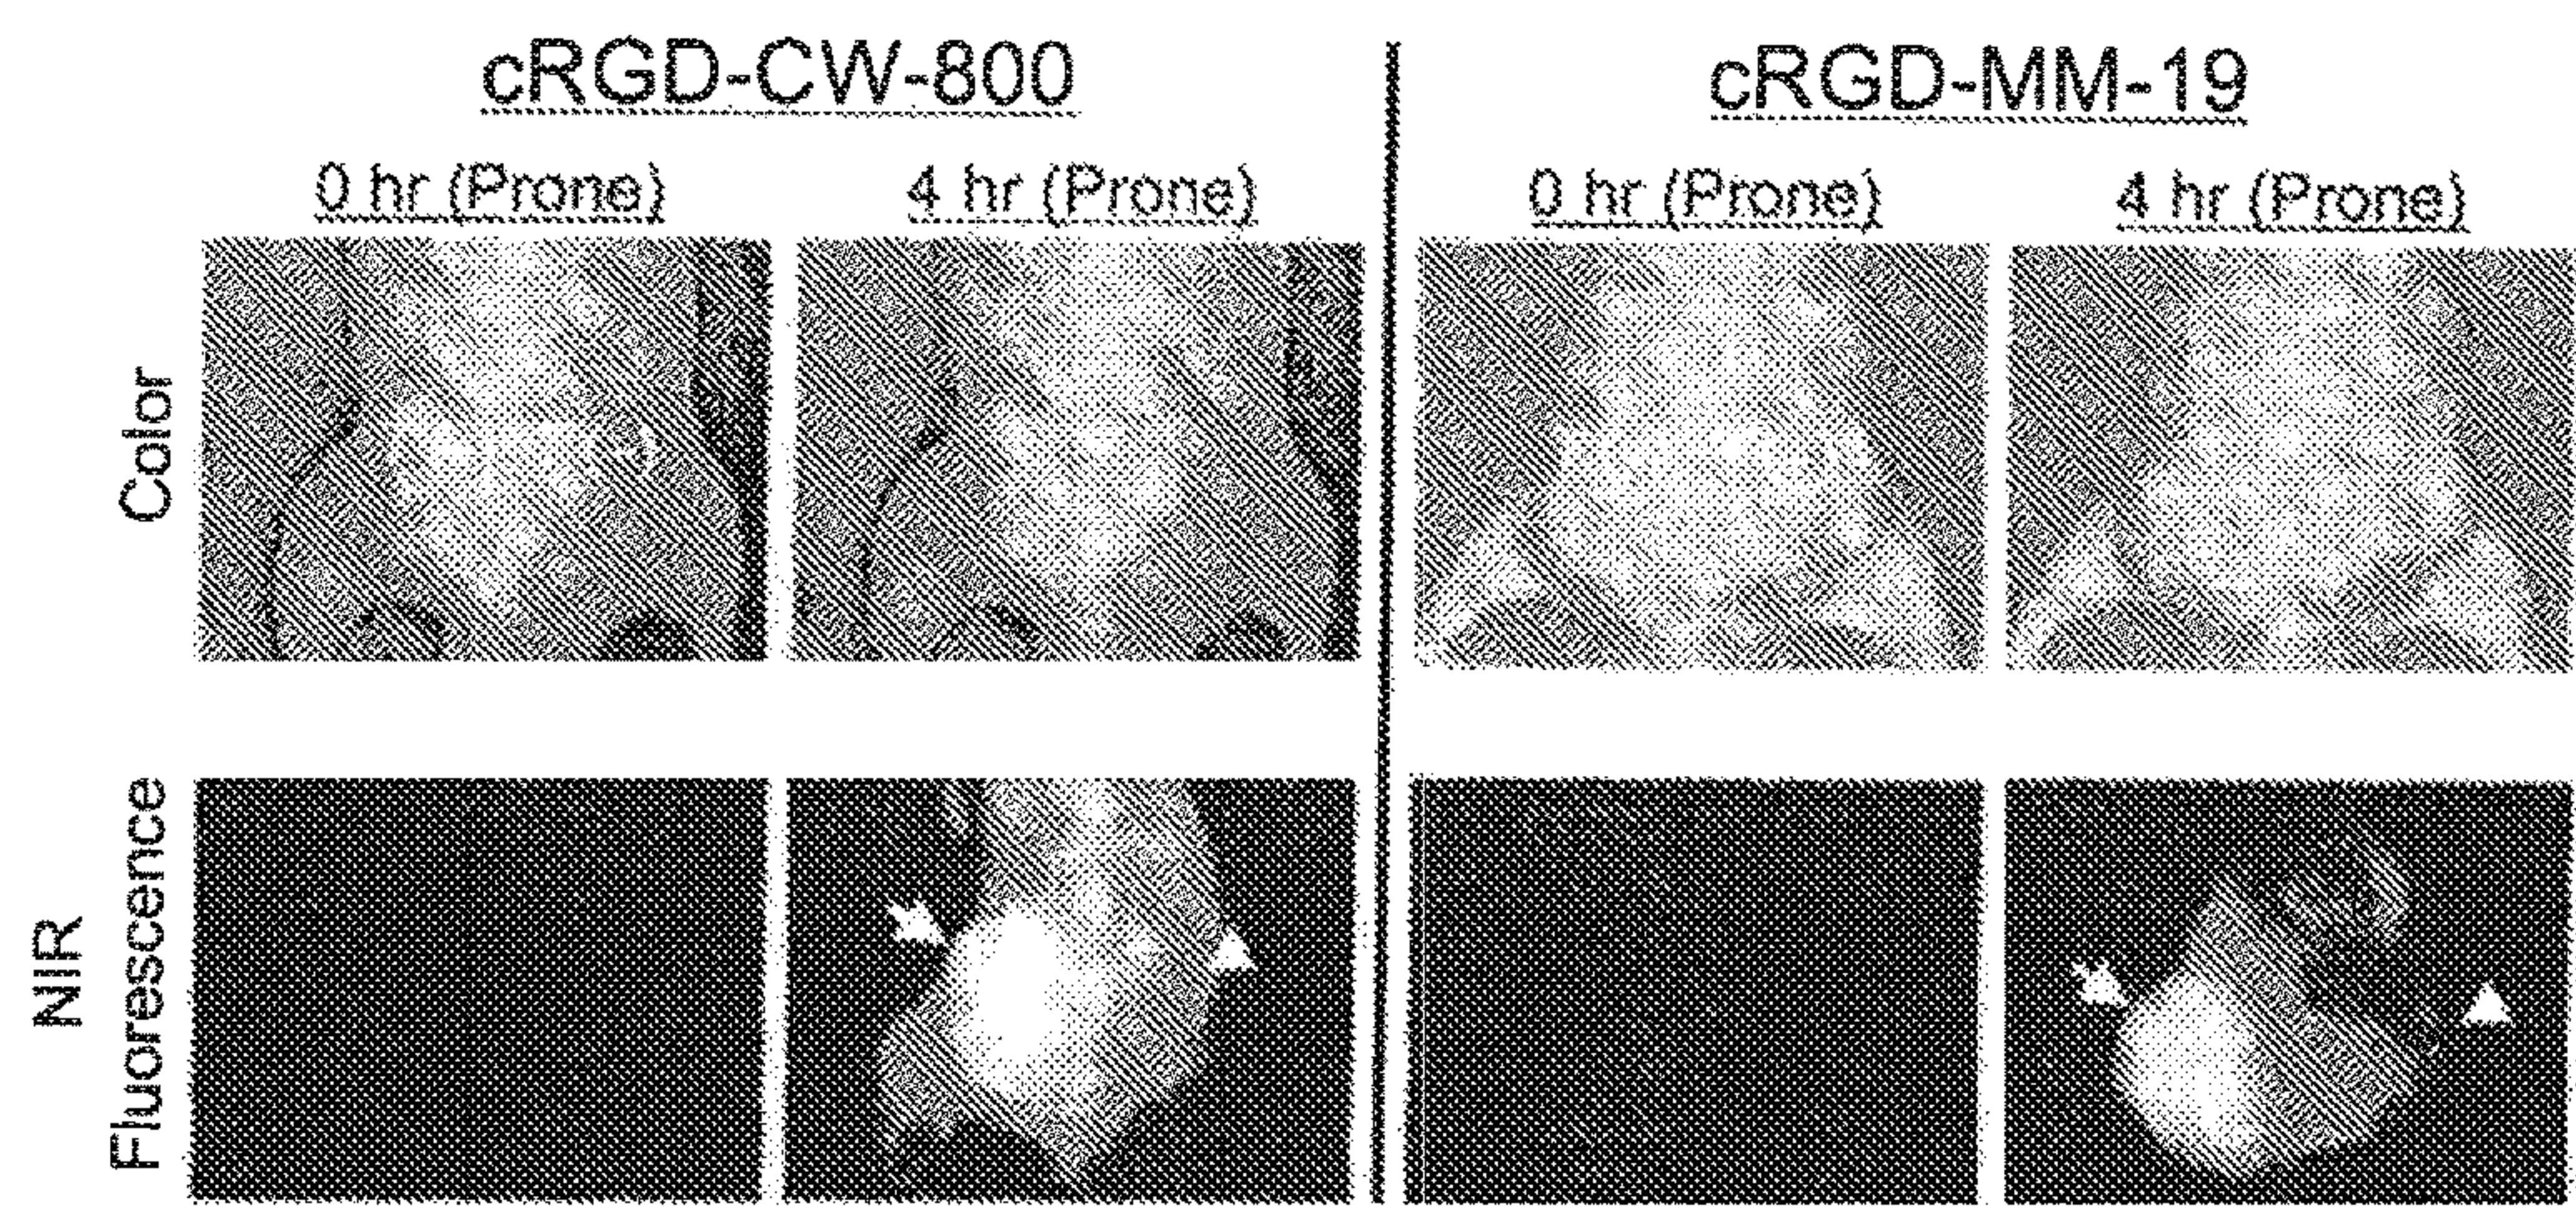 cRGD-CW-800
cRGD-MM-19
0 hr (Prone)
4 hr (Prone)
0 hr (Prone)
4 hr (Prone)
Color
NIR
Fluorescence